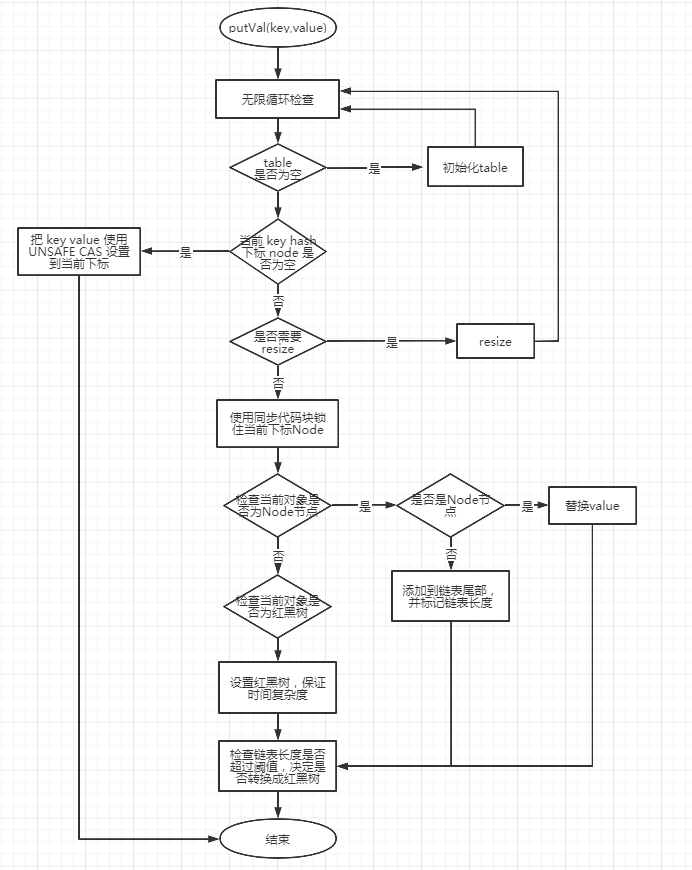 putVal(key,value)
无限循环检查
table
是否为空
是
初始化table
当前 key hash
下标 node 是
否为空
是
把 key value 使用
UNSAFE CAS 设置
到当前下标
否
是否需要
resize
是
resize
否
使用同步代码块锁
住当前下标Node
检查当前对象是
否为Node节点
是
是否是Node节
点
是
替换value
否
否
添加到链表尾部，
并标记链表长度
检查当前对象是
否为红黑树
设置红黑树，保证
时间复杂度
检查链表长度是否
超过阈值，决定是
否转换成红黑树
结束